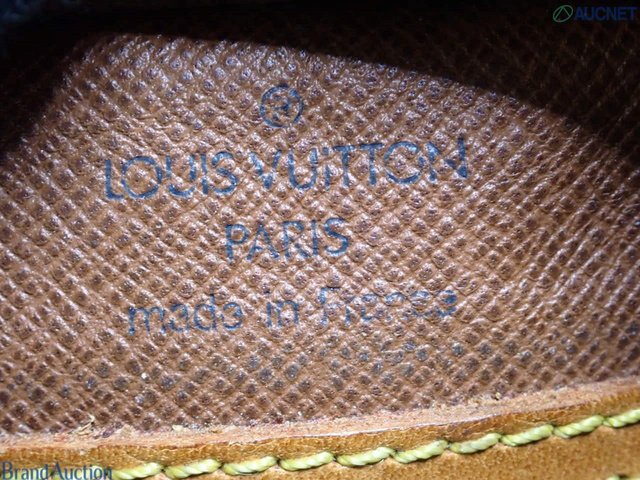 AUCNET
®
LOUIS VUITTON
PARIS
made in France
BrandAuction